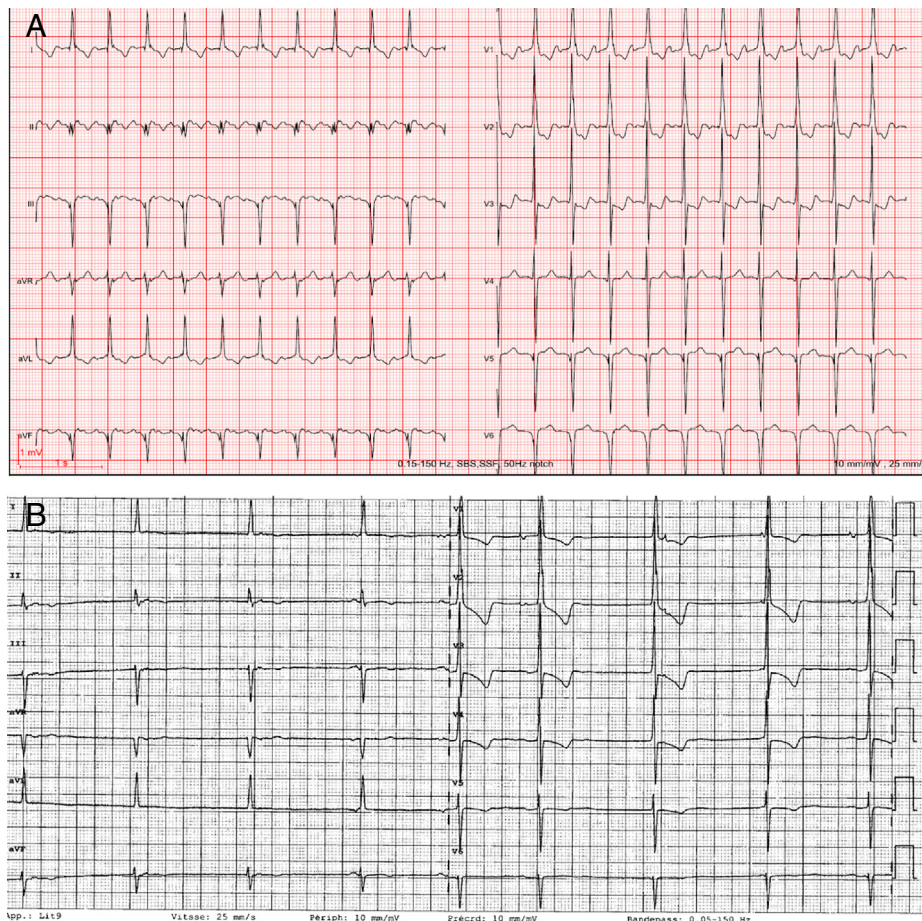 A
I
V1
II
V2
III
V3
aVR
V4
aVL
V5
aVF
V6
1 mV
1 s
0.15-150 Hz, SBS,SSF, 50Hz notch
10 mm/mV , 25 mm/
B
I
V1
II
V2
III
V3
aVR
V4
aVL
V5
aVF
V6
App.: Lit9
Vitsse: 25 mm/s
Périph: 10 mm/mV
Précrd: 10 mm/mV
Bandepass: 0.05-150 Hz